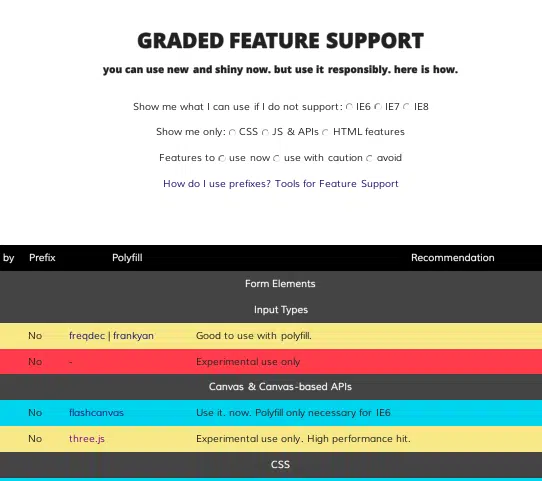 GRADED FEATURE SUPPORT
you can use new and shiny now. but use it responsibly. here is how.
Show me what I can use if I do not support: IE6 IE7 IE8
Show me only: CSS JS & APIs HTML features
Features to use now use with caution avoid
How do I use prefixes? Tools for Feature Support
by Prefix Polyfill Recommendation
Form Elements
Input Types
No freqdec | frankyan Good to use with polyfill.
No - Experimental use only
Canvas & Canvas-based APIs
No flashcanvas Use it. now. Polyfill only necessary for IE6
No three.js Experimental use only. High performance hit.
CSS